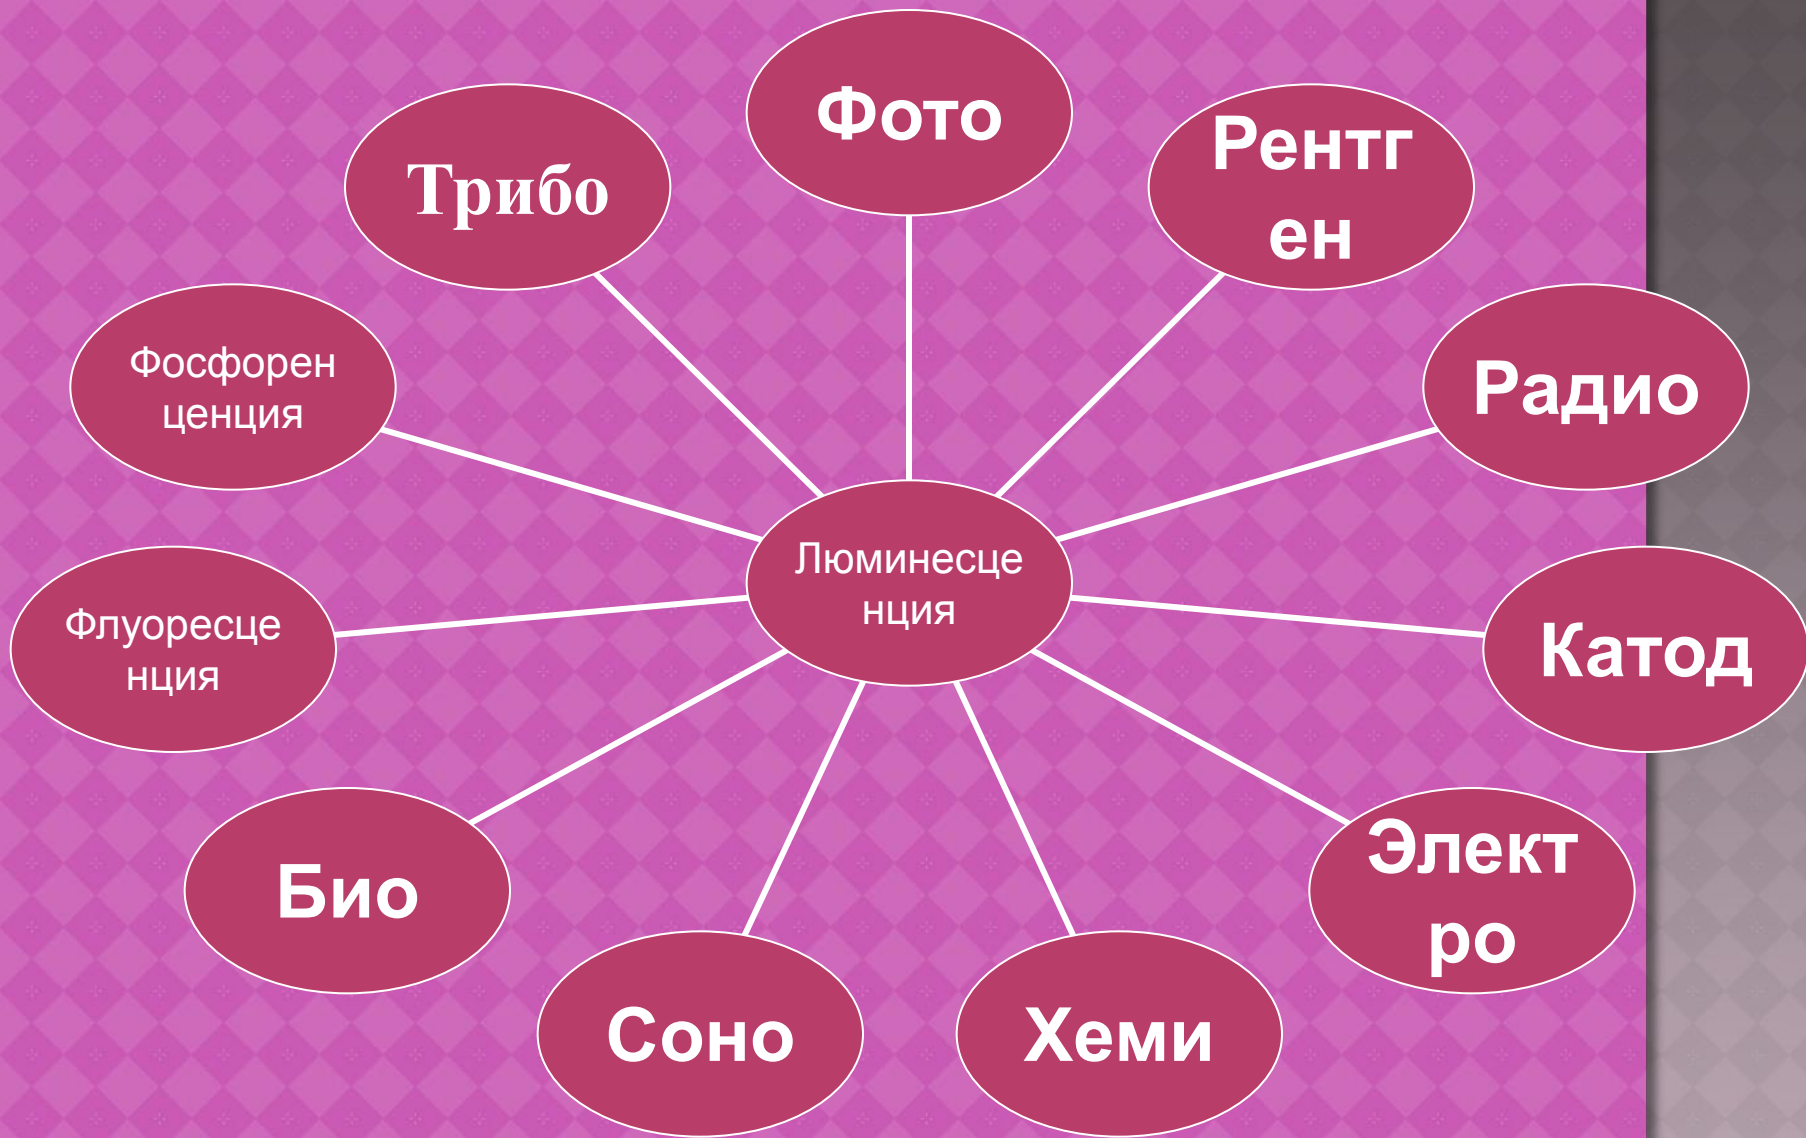 Фото
Рентг
ен
Трибо
Радио
Фосфорен
ценция
Люминесце
нция
Флуоресце
нция
Катод
Элект
ро
Био
Соно
Хеми